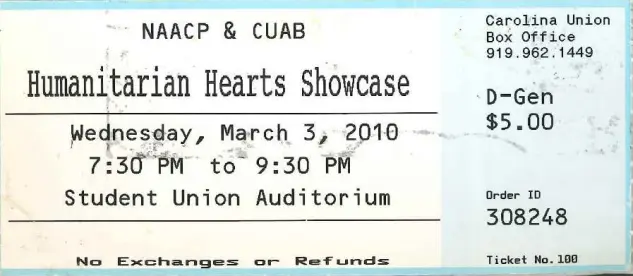 NAACP & CUAB
Humanitarian Hearts Showcase
Wednesday, March 3, 2010
7:30 PM to 9:30 PM
Student Union Auditorium
No Exchanges or Refunds
Carolina Union
Box Office
919.962.1449
D-Gen
$5.00
Order ID
308248
Ticket No. 100